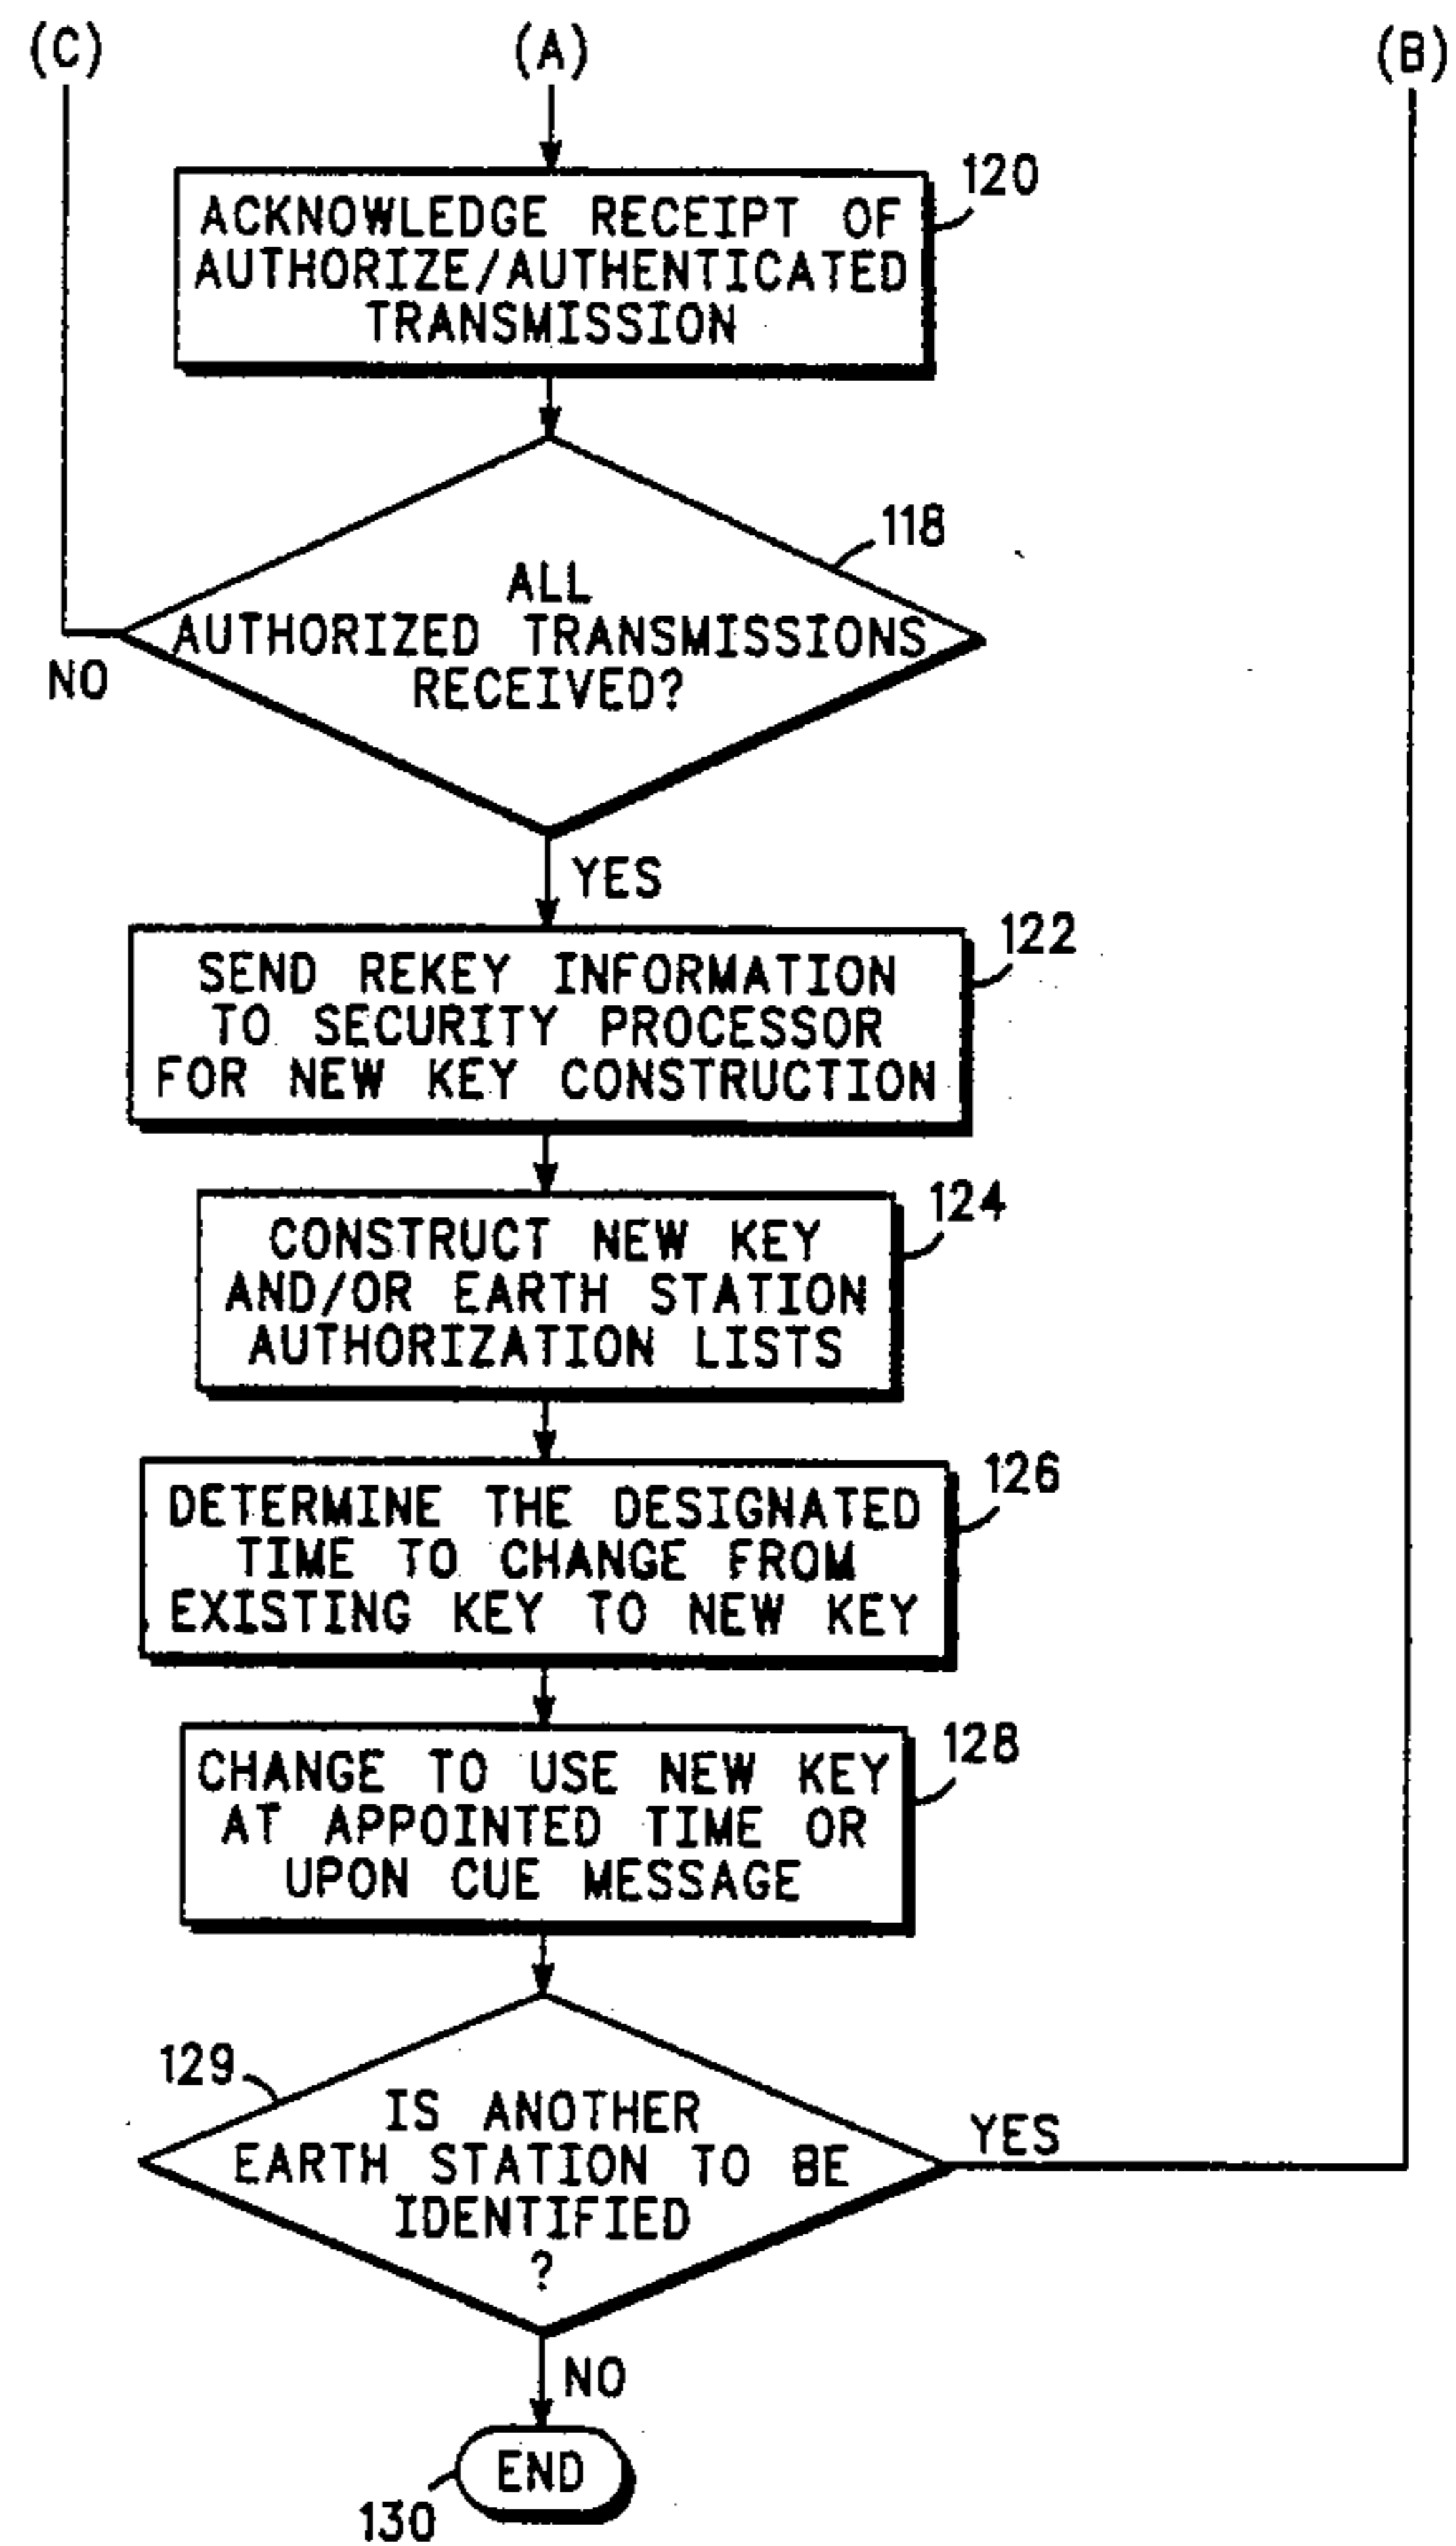 (C)
(A)
(B)
120
ACKNOWLEDGE RECEIPT OF
AUTHORIZE/AUTHENTICATED
TRANSMISSION
118
ALL
AUTHORIZED TRANSMISSIONS
RECEIVED?
NO
YES
122
SEND REKEY INFORMATION
TO SECURITY PROCESSOR
FOR NEW KEY CONSTRUCTION
124
CONSTRUCT NEW KEY
AND/OR EARTH STATION
AUTHORIZATION LISTS
126
DETERMINE THE DESIGNATED
TIME TO CHANGE FROM
EXISTING KEY TO NEW KEY
128
CHANGE TO USE NEW KEY
AT APPOINTED TIME OR
UPON CUE MESSAGE
129
IS ANOTHER
EARTH STATION TO BE
IDENTIFIED
?
YES
NO
END
130